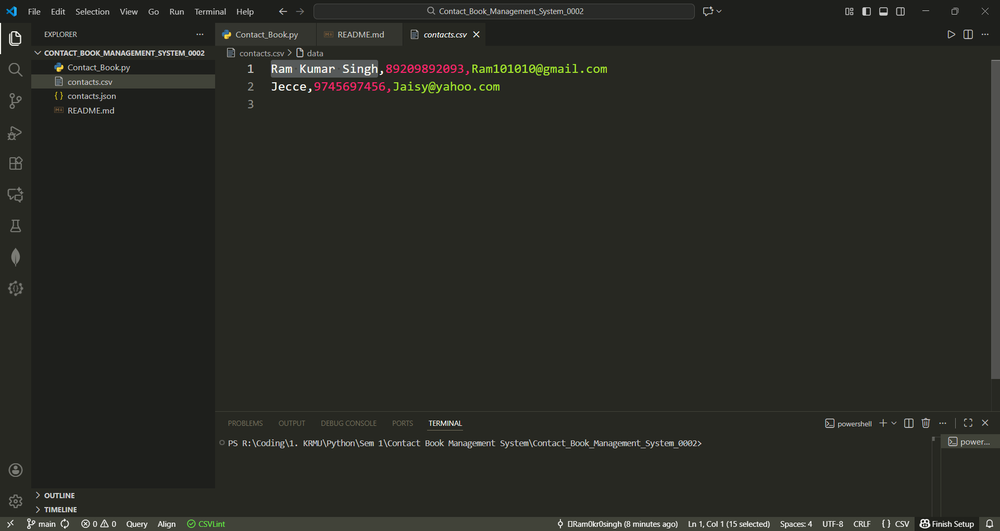 File Edit Selection View Go Run Terminal Help
Contact_Book_Management_System_0002
EXPLORER
CONTACT_BOOK_MANAGEMENT_SYSTEM_0002
Contact_Book.py
contacts.csv
contacts.json
README.md
OUTLINE
TIMELINE
Contact_Book.py README.md contacts.csv
contacts.csv data
1 Ram Kumar Singh,89209892093,Ram101010@gmail.com
2 Jecce,9745697456,Jaisy@yahoo.com
3
PROBLEMS OUTPUT DEBUG CONSOLE PORTS TERMINAL
powershell
PS R:\Coding\1. KRMU\Python\Sem 1\Contact Book Management System\Contact_Book_Management_System_0002>
power...
main 0 0 Query Align CSVLint
Ram0kr0singh (8 minutes ago) Ln 1, Col 1 (15 selected) Spaces: 4 UTF-8 CRLF {} CSV Finish Setup